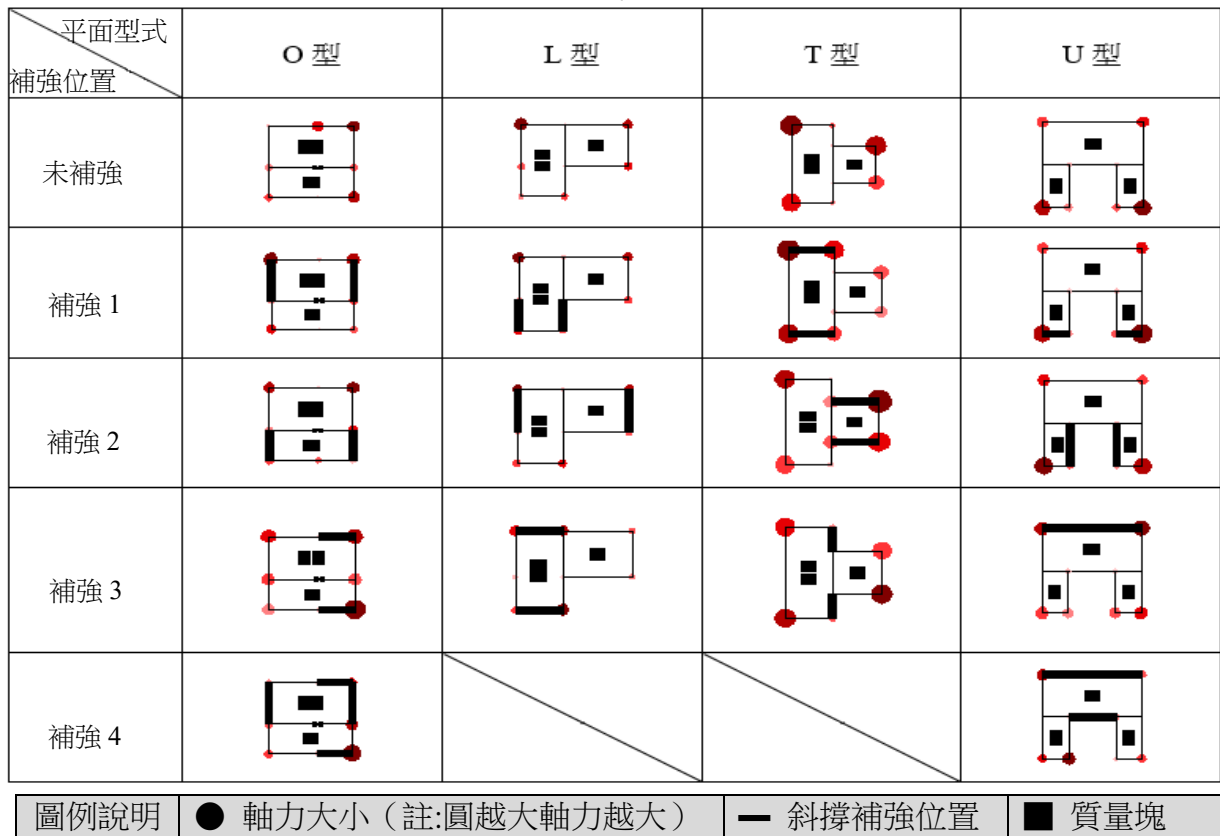 平面型式
補強位置
O 型
L 型
T 型
U 型
未補強
補強 1
補強 2
補強 3
補強 4
圖例說明
軸力大小（註:圓越大軸力越大）
斜撐補強位置
質量塊